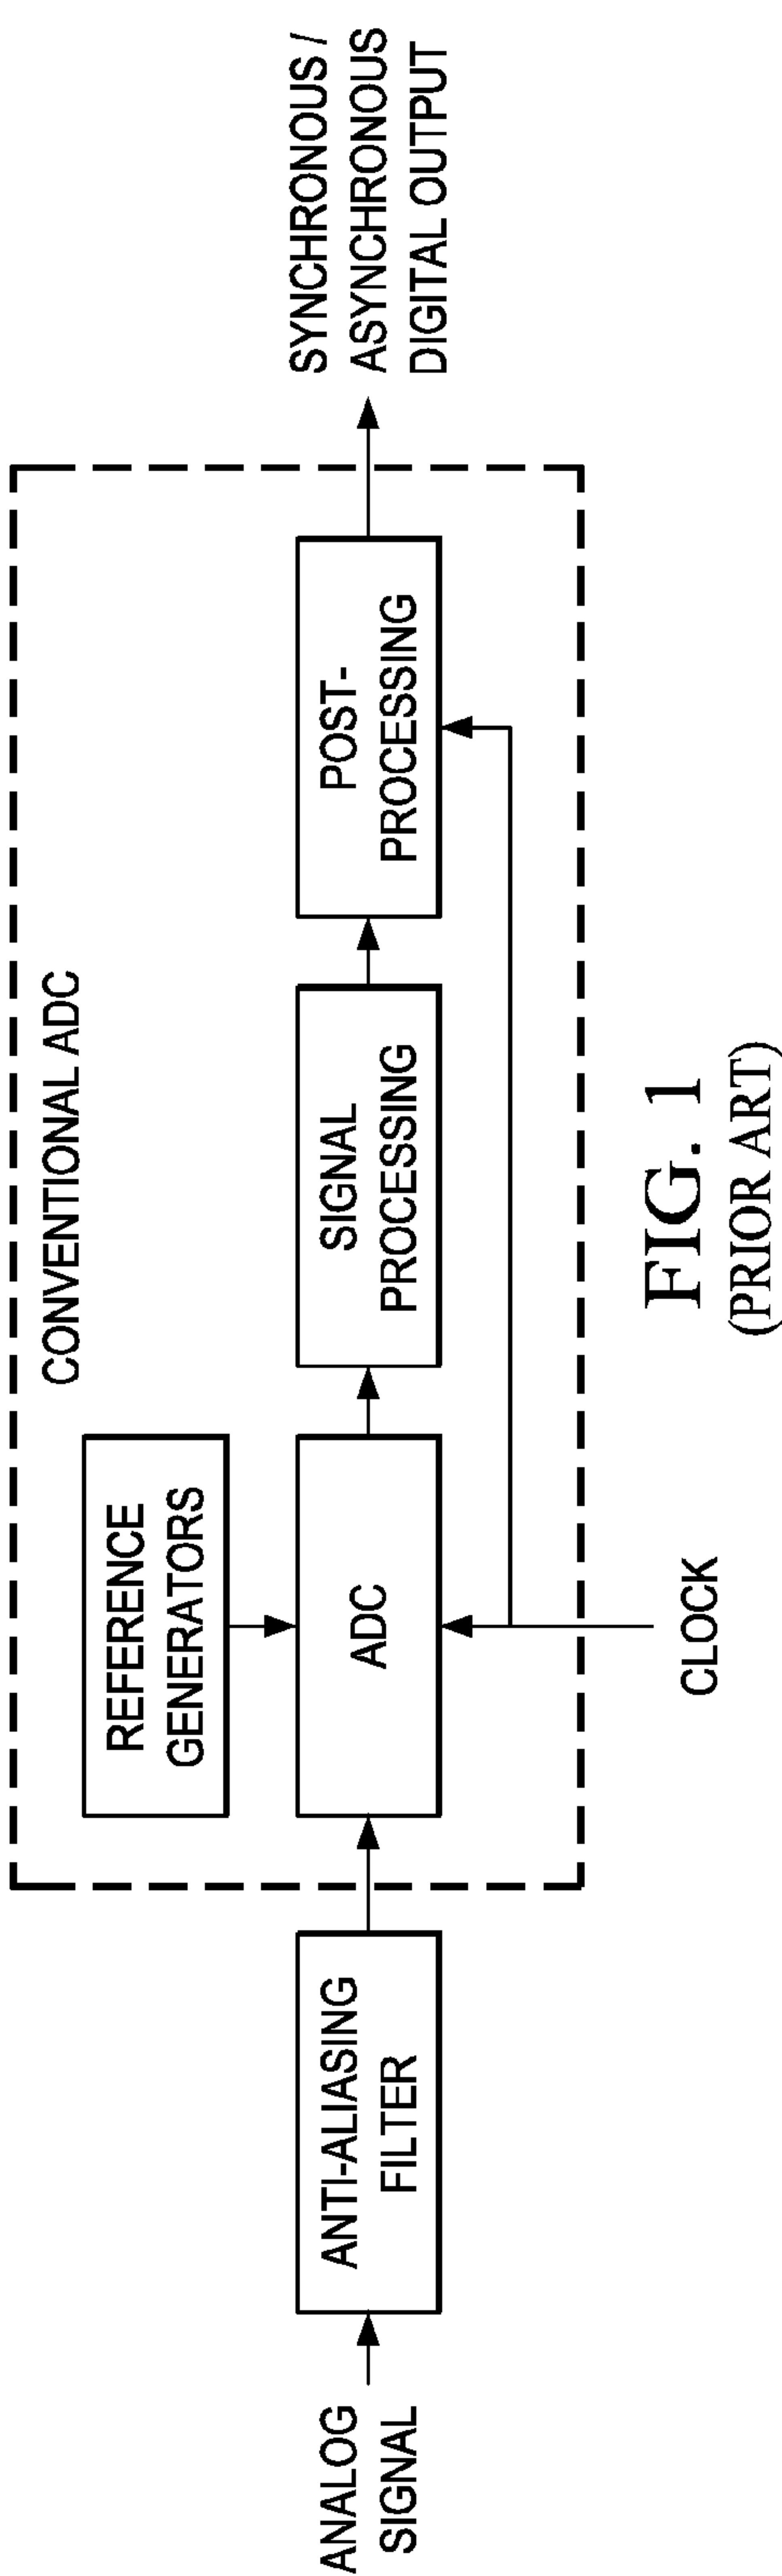 CONVENTIONAL ADC
REFERENCE
GENERATORS
ANALOG
SIGNAL
ANTI-ALIASING
FILTER
ADC
SIGNAL
PROCESSING
POST-
PROCESSING
SYNCHRONOUS /
ASYNCHRONOUS
DIGITAL OUTPUT
CLOCK
FIG. 1
(PRIOR ART)